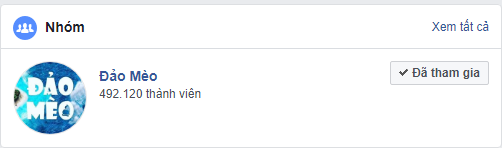 Nhóm Xem tất cả
ĐẢO
MÈO
Đảo Mèo
492.120 thành viên
Đã tham gia